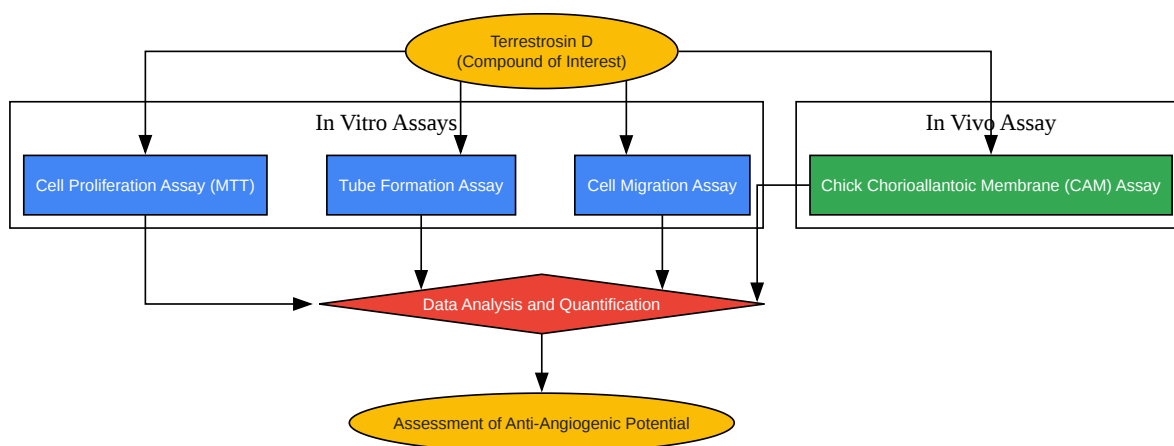 Terrestrosin D
(Compound of Interest)
In Vitro Assays
In Vivo Assay
Cell Proliferation Assay (MTT)
Tube Formation Assay
Cell Migration Assay
Chick Chorioallantoic Membrane (CAM) Assay
Data Analysis and Quantification
Assessment of Anti-Angiogenic Potential